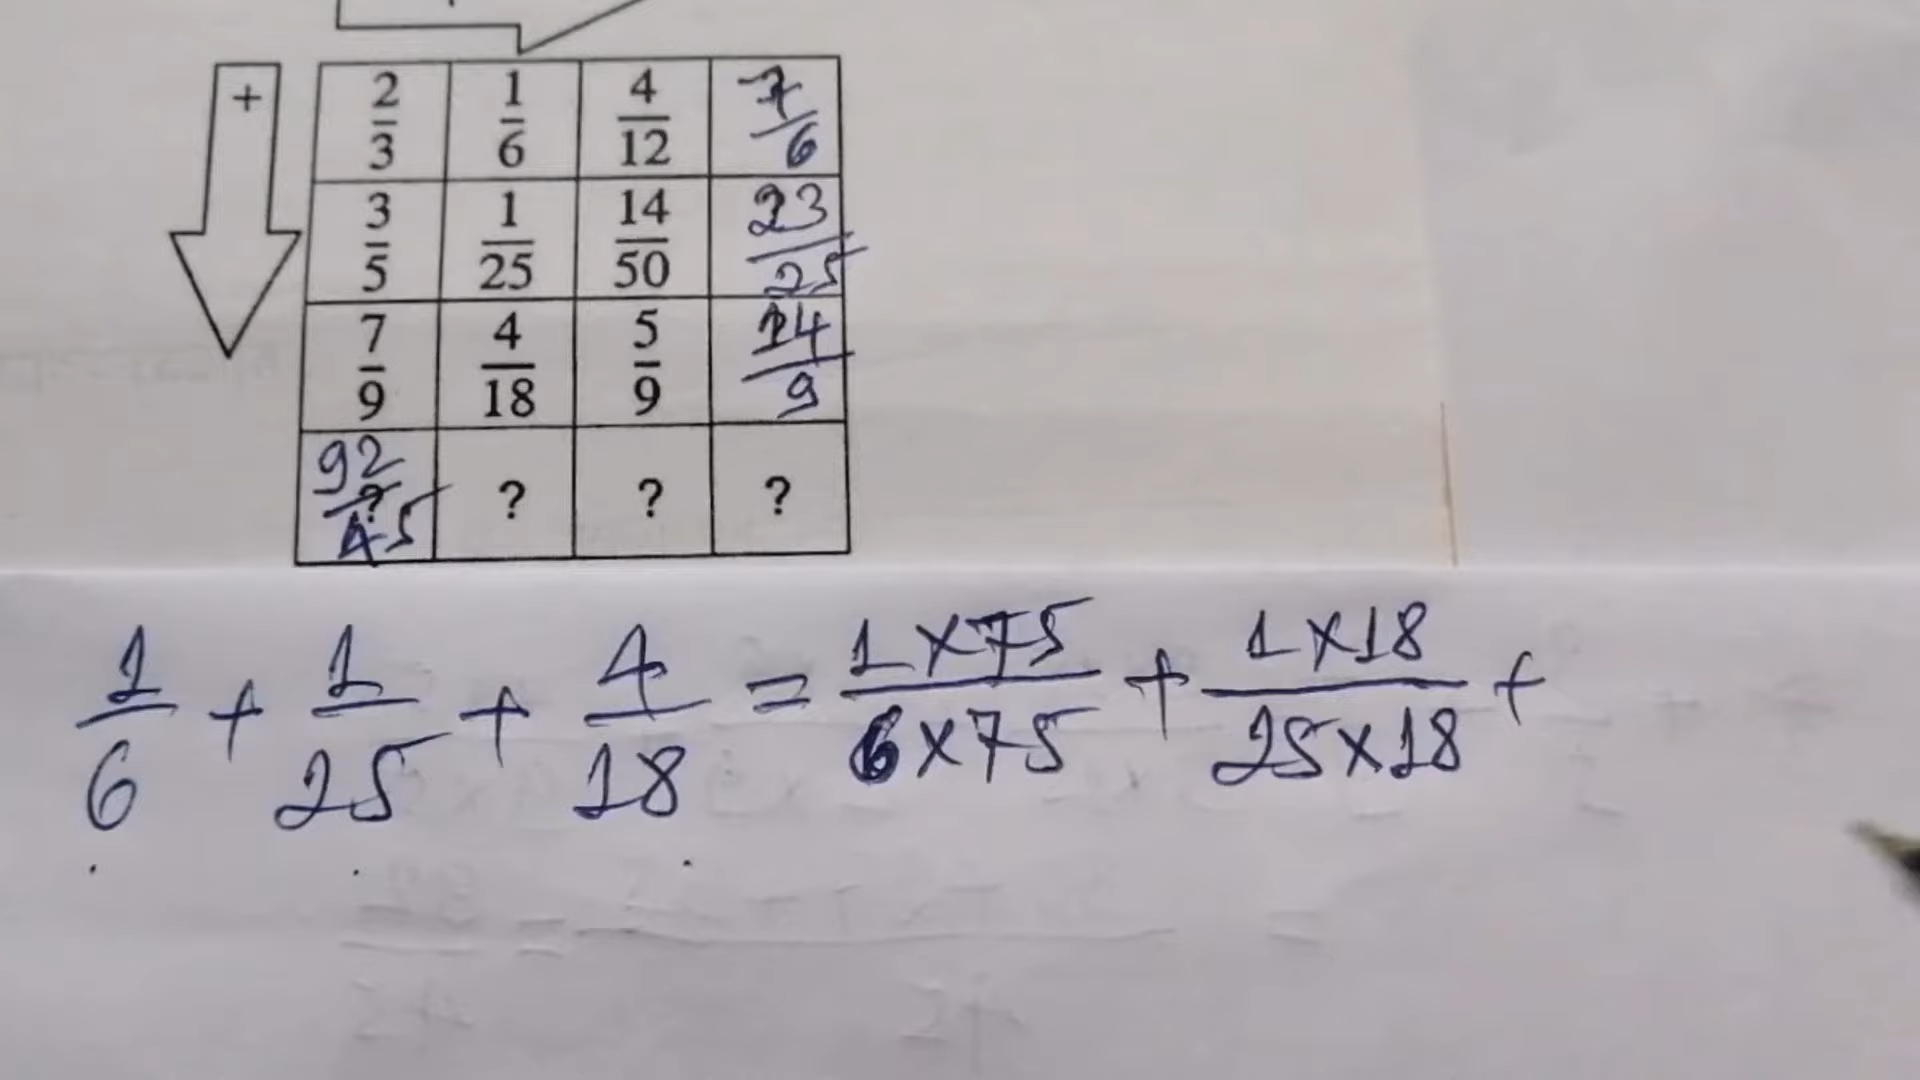 + 2/3 1/6 4/12 7/6
3/5 1/25 14/50 23/25
7/9 4/18 5/9 14/9
92/45 ? ? ? ?
1/6 + 1/25 + 4/18 = 1×75/6×75 + 1×18/25×18 +